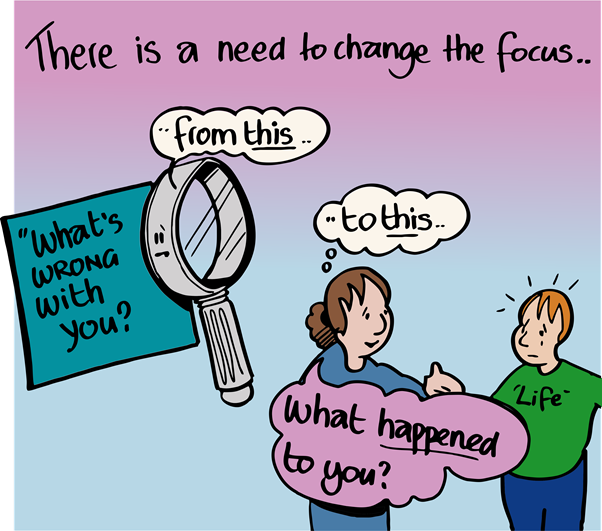 There is a need to change the focus..
.. from this ..
"What's
WRONG
with
you?
.. to this..
What happened
to you?
'Life'